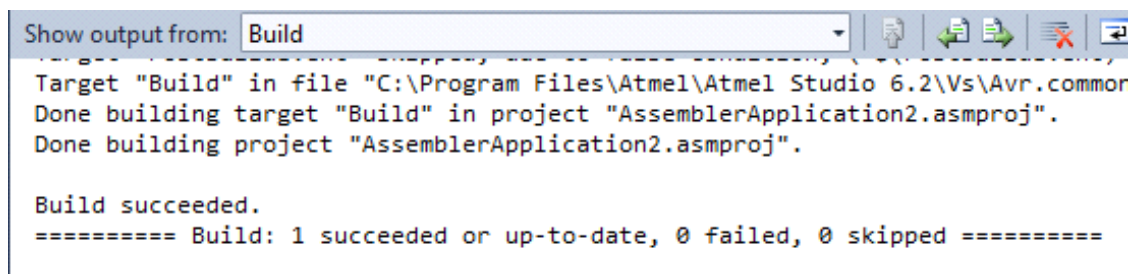 Show output from: Build
Target "Build" in file "C:\Program Files\Atmel\Atmel Studio 6.2\Vs\Avr.common
Done building target "Build" in project "AssemblerApplication2.asmproj".
Done building project "AssemblerApplication2.asmproj".
Build succeeded.
========== Build: 1 succeeded or up-to-date, 0 failed, 0 skipped ==========